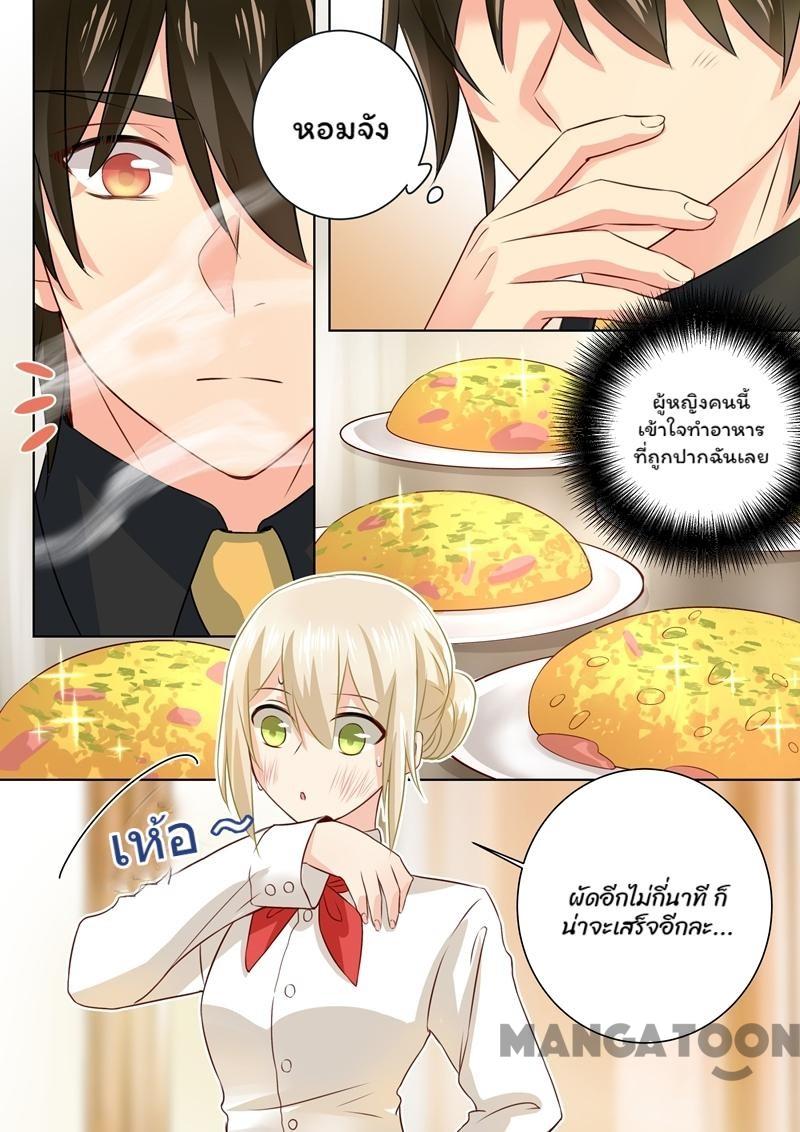 หอมจัง
ผู้หญิงคนนี้
เข้าใจทำอาหาร
ที่ถูกปากฉันเลย
เห้อ ~
ผัดอีกไม่กี่นาที ก็
น่าจะเสร็จอีกละ...
MANGATOON